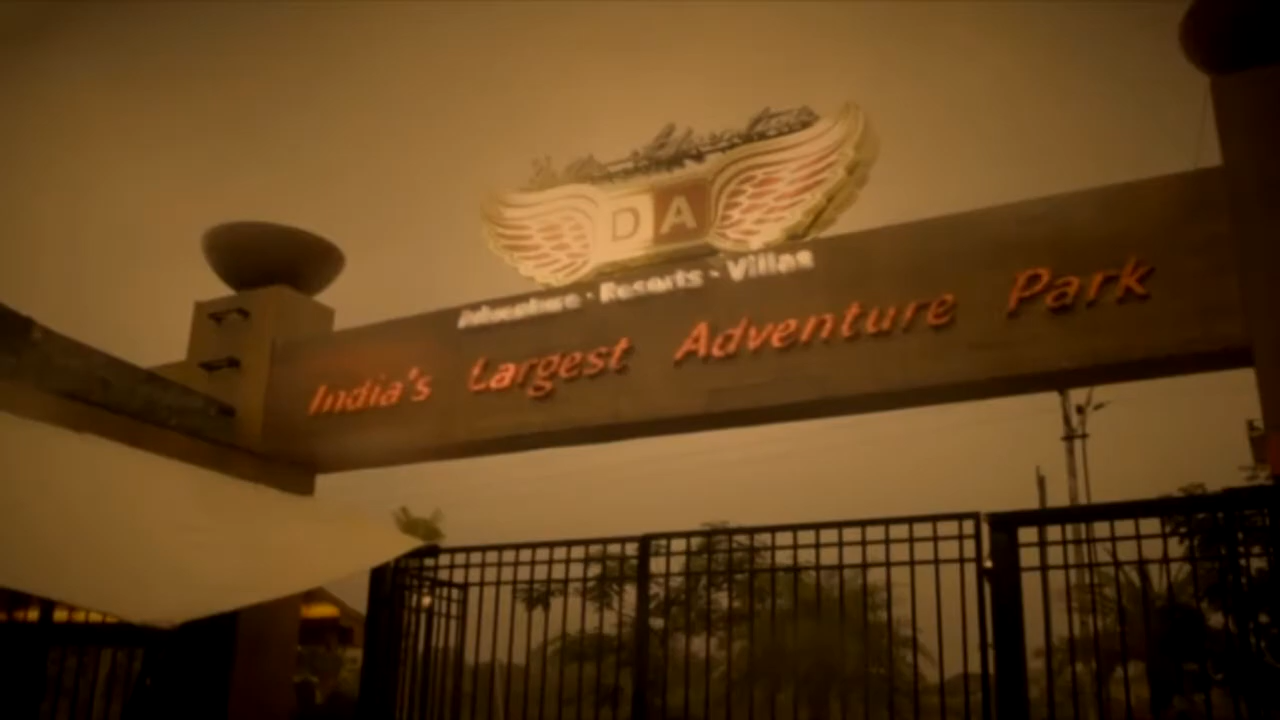 DA
Adventure · Resorts · Villas
India's Largest Adventure Park